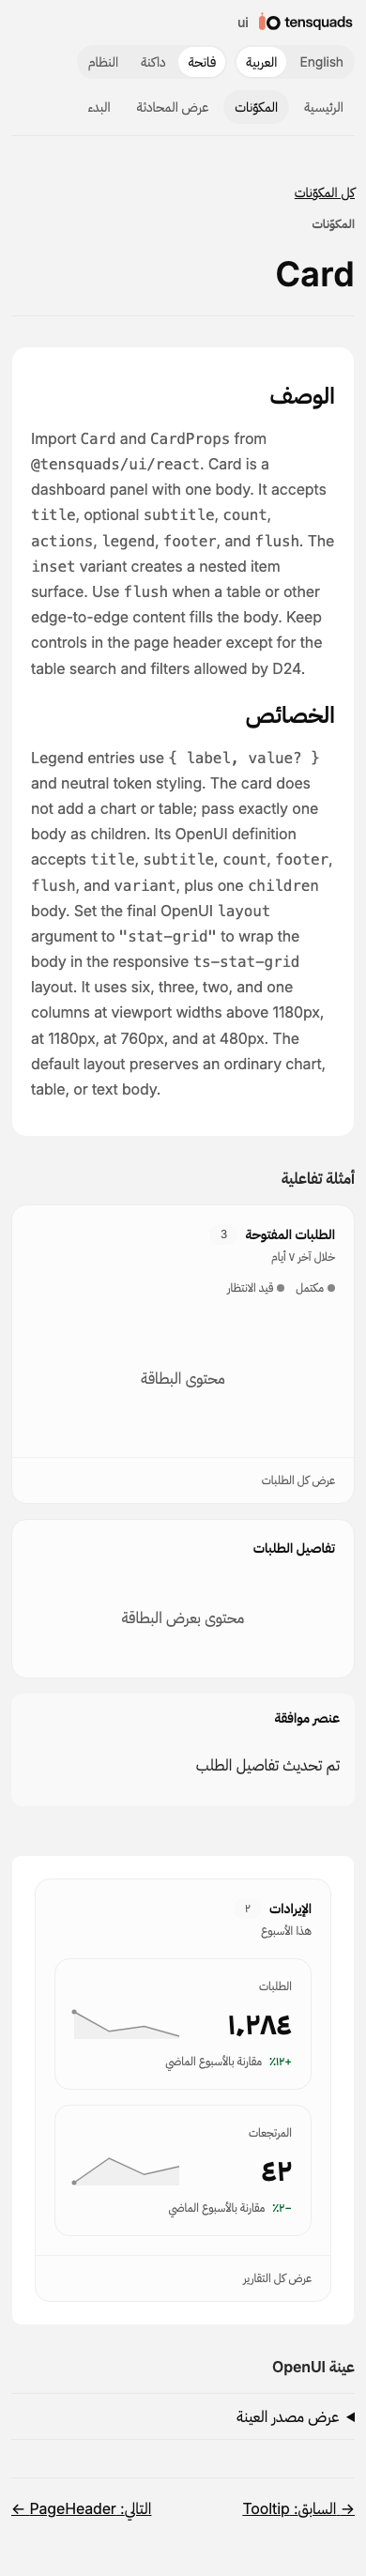 tensquads ui
English العربية فاتحة داكنة النظام
الرئيسية المكوّنات عرض المحادثة البدء
كل المكوّنات
المكوّنات
Card
الوصف
Import Card and CardProps from
@tensquads/ui/react. Card is a
dashboard panel with one body. It accepts
title, optional subtitle, count,
actions, legend, footer, and flush. The
inset variant creates a nested item
surface. Use flush when a table or other
edge-to-edge content fills the body. Keep
controls in the page header except for the
table search and filters allowed by D24.
الخصائص
Legend entries use { label, value? }
and neutral token styling. The card does
not add a chart or table; pass exactly one
body as children. Its OpenUI definition
accepts title, subtitle, count, footer,
flush, and variant, plus one children
body. Set the final OpenUI layout
argument to "stat-grid" to wrap the
body in the responsive ts-stat-grid
layout. It uses six, three, two, and one
columns at viewport widths above 1180px,
at 1180px, at 760px, and at 480px. The
default layout preserves an ordinary chart,
table, or text body.
أمثلة تفاعلية
الطلبات المفتوحة 3
خلال آخر ٧ أيام
مكتمل قيد الانتظار
محتوى البطاقة
عرض كل الطلبات
تفاصيل الطلبات
محتوى بعرض البطاقة
عنصر موافقة
تم تحديث تفاصيل الطلب
الإيرادات ٢
هذا الأسبوع
الطلبات
١,٢٨٤
+١٢٪ مقارنة بالأسبوع الماضي
المرتجعات
٤٢
−٢٪ مقارنة بالأسبوع الماضي
عرض كل التقارير
عينة OpenUI
عرض مصدر العينة
→ السابق: Tooltip
التالي: PageHeader ←